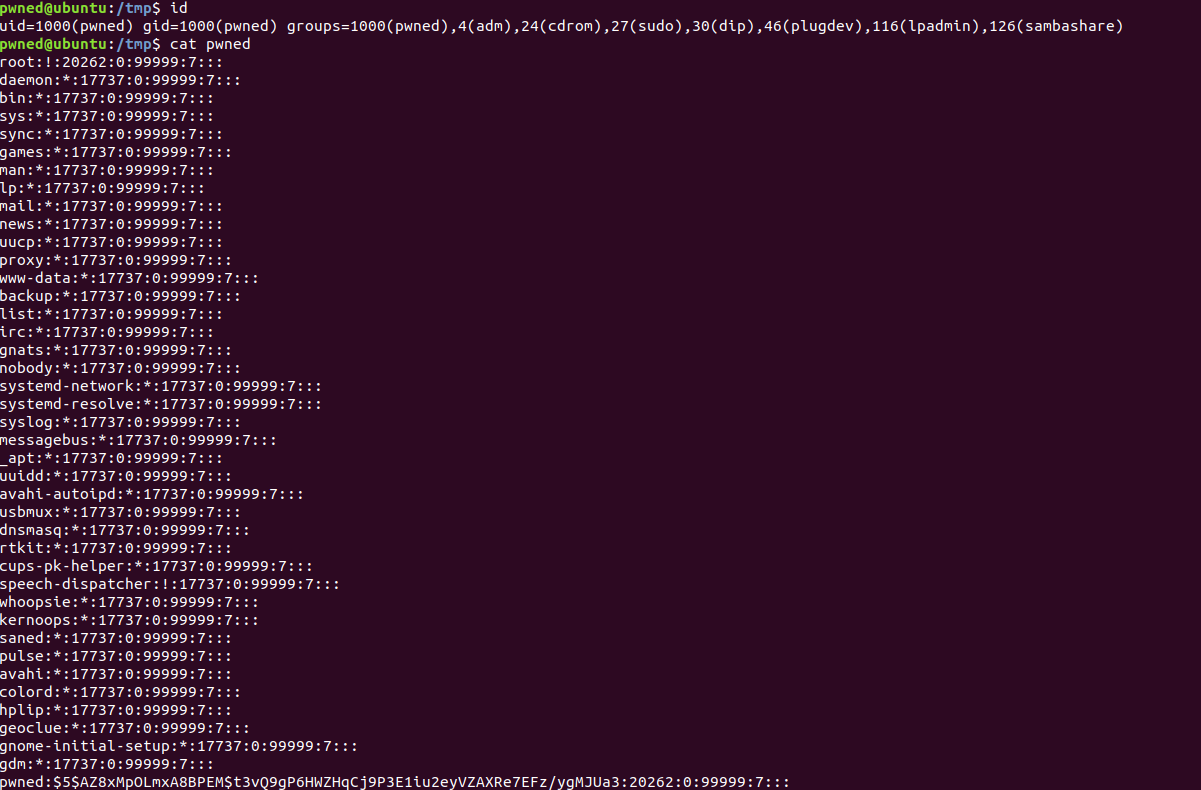 pwned@ubuntu:/tmp$ id
uid=1000(pwned) gid=1000(pwned) groups=1000(pwned),4(adm),24(cdrom),27(sudo),30(dip),46(plugdev),116(lpadmin),126(sambashare)
pwned@ubuntu:/tmp$ cat pwned
root:!:20262:0:99999:7:::
daemon:*:17737:0:99999:7:::
bin:*:17737:0:99999:7:::
sys:*:17737:0:99999:7:::
sync:*:17737:0:99999:7:::
games:*:17737:0:99999:7:::
man:*:17737:0:99999:7:::
lp:*:17737:0:99999:7:::
mail:*:17737:0:99999:7:::
news:*:17737:0:99999:7:::
uucp:*:17737:0:99999:7:::
proxy:*:17737:0:99999:7:::
www-data:*:17737:0:99999:7:::
backup:*:17737:0:99999:7:::
list:*:17737:0:99999:7:::
irc:*:17737:0:99999:7:::
gnats:*:17737:0:99999:7:::
nobody:*:17737:0:99999:7:::
systemd-network:*:17737:0:99999:7:::
systemd-resolve:*:17737:0:99999:7:::
syslog:*:17737:0:99999:7:::
messagebus:*:17737:0:99999:7:::
_apt:*:17737:0:99999:7:::
uuidd:*:17737:0:99999:7:::
avahi-autoipd:*:17737:0:99999:7:::
usbmux:*:17737:0:99999:7:::
dnsmasq:*:17737:0:99999:7:::
rtkit:*:17737:0:99999:7:::
cups-pk-helper:*:17737:0:99999:7:::
speech-dispatcher:!:17737:0:99999:7:::
whoopsie:*:17737:0:99999:7:::
kernoops:*:17737:0:99999:7:::
saned:*:17737:0:99999:7:::
pulse:*:17737:0:99999:7:::
avahi:*:17737:0:99999:7:::
colord:*:17737:0:99999:7:::
hplip:*:17737:0:99999:7:::
geoclue:*:17737:0:99999:7:::
gnome-initial-setup:*:17737:0:99999:7:::
gdm:*:17737:0:99999:7:::
pwned:$5$AZ8xMpOLmxA8BPEM$t3vQ9gP6HWZHqCj9P3E1iu2eyVZAXRe7EFz/ygMJUa3:20262:0:99999:7:::